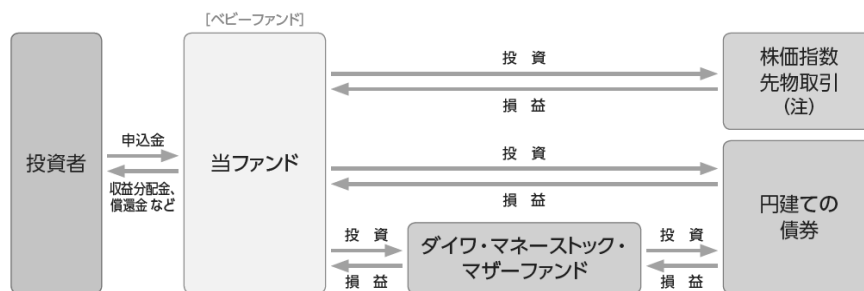 [ベビーファンド]
投資者
申込金
収益分配金、
償還金 など
当ファンド
投 資
損 益
株価指数
先物取引
(注)
投 資
損 益
円建ての
債券
投 資
損 益
ダイワ・マネーストック・
マザーファンド
投 資
損 益